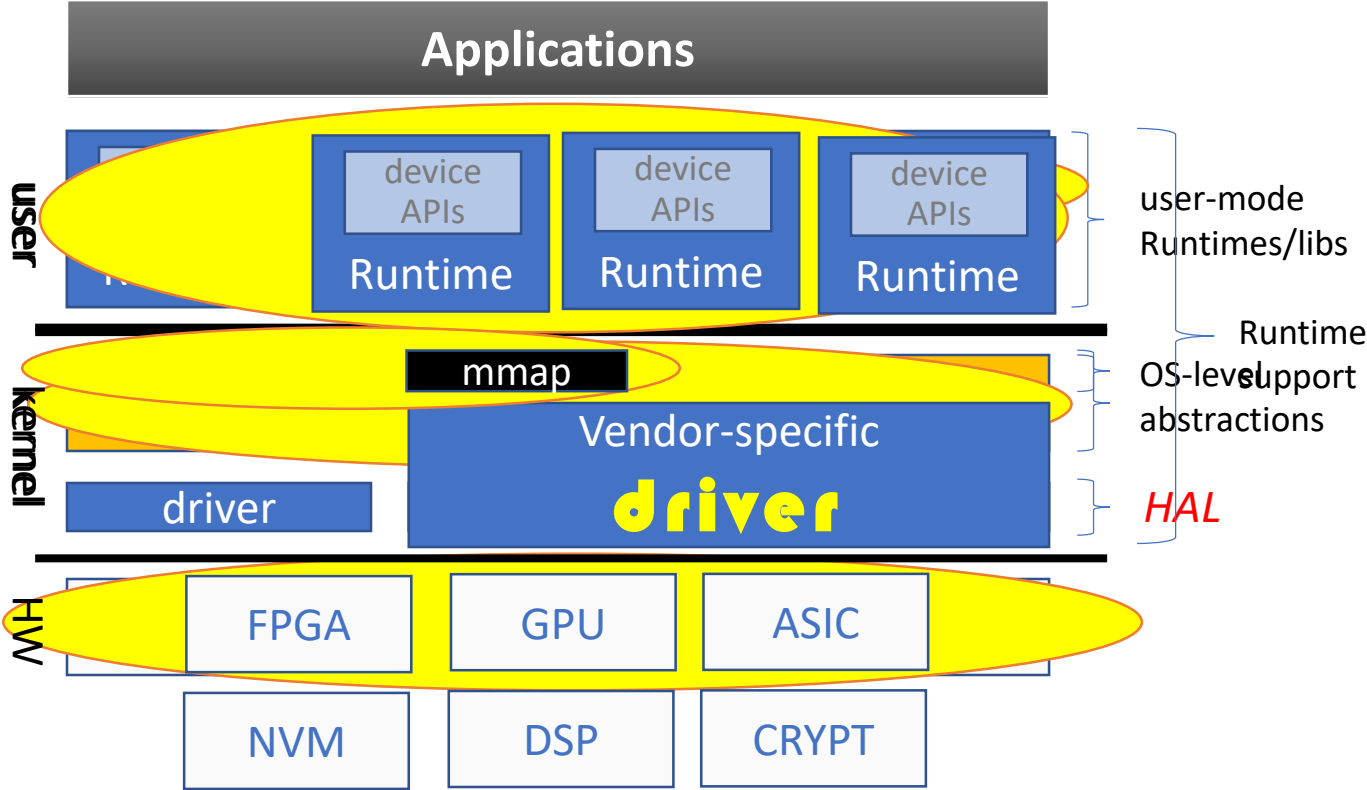 Applications
user
device
APIs
Runtime
device
APIs
Runtime
device
APIs
Runtime
user-mode
Runtimes/libs
Runtime
support
kernel
mmap
OS-level
abstractions
Vendor-specific
driver
driver
HAL
HW
FPGA
GPU
ASIC
NVM
DSP
CRYPT